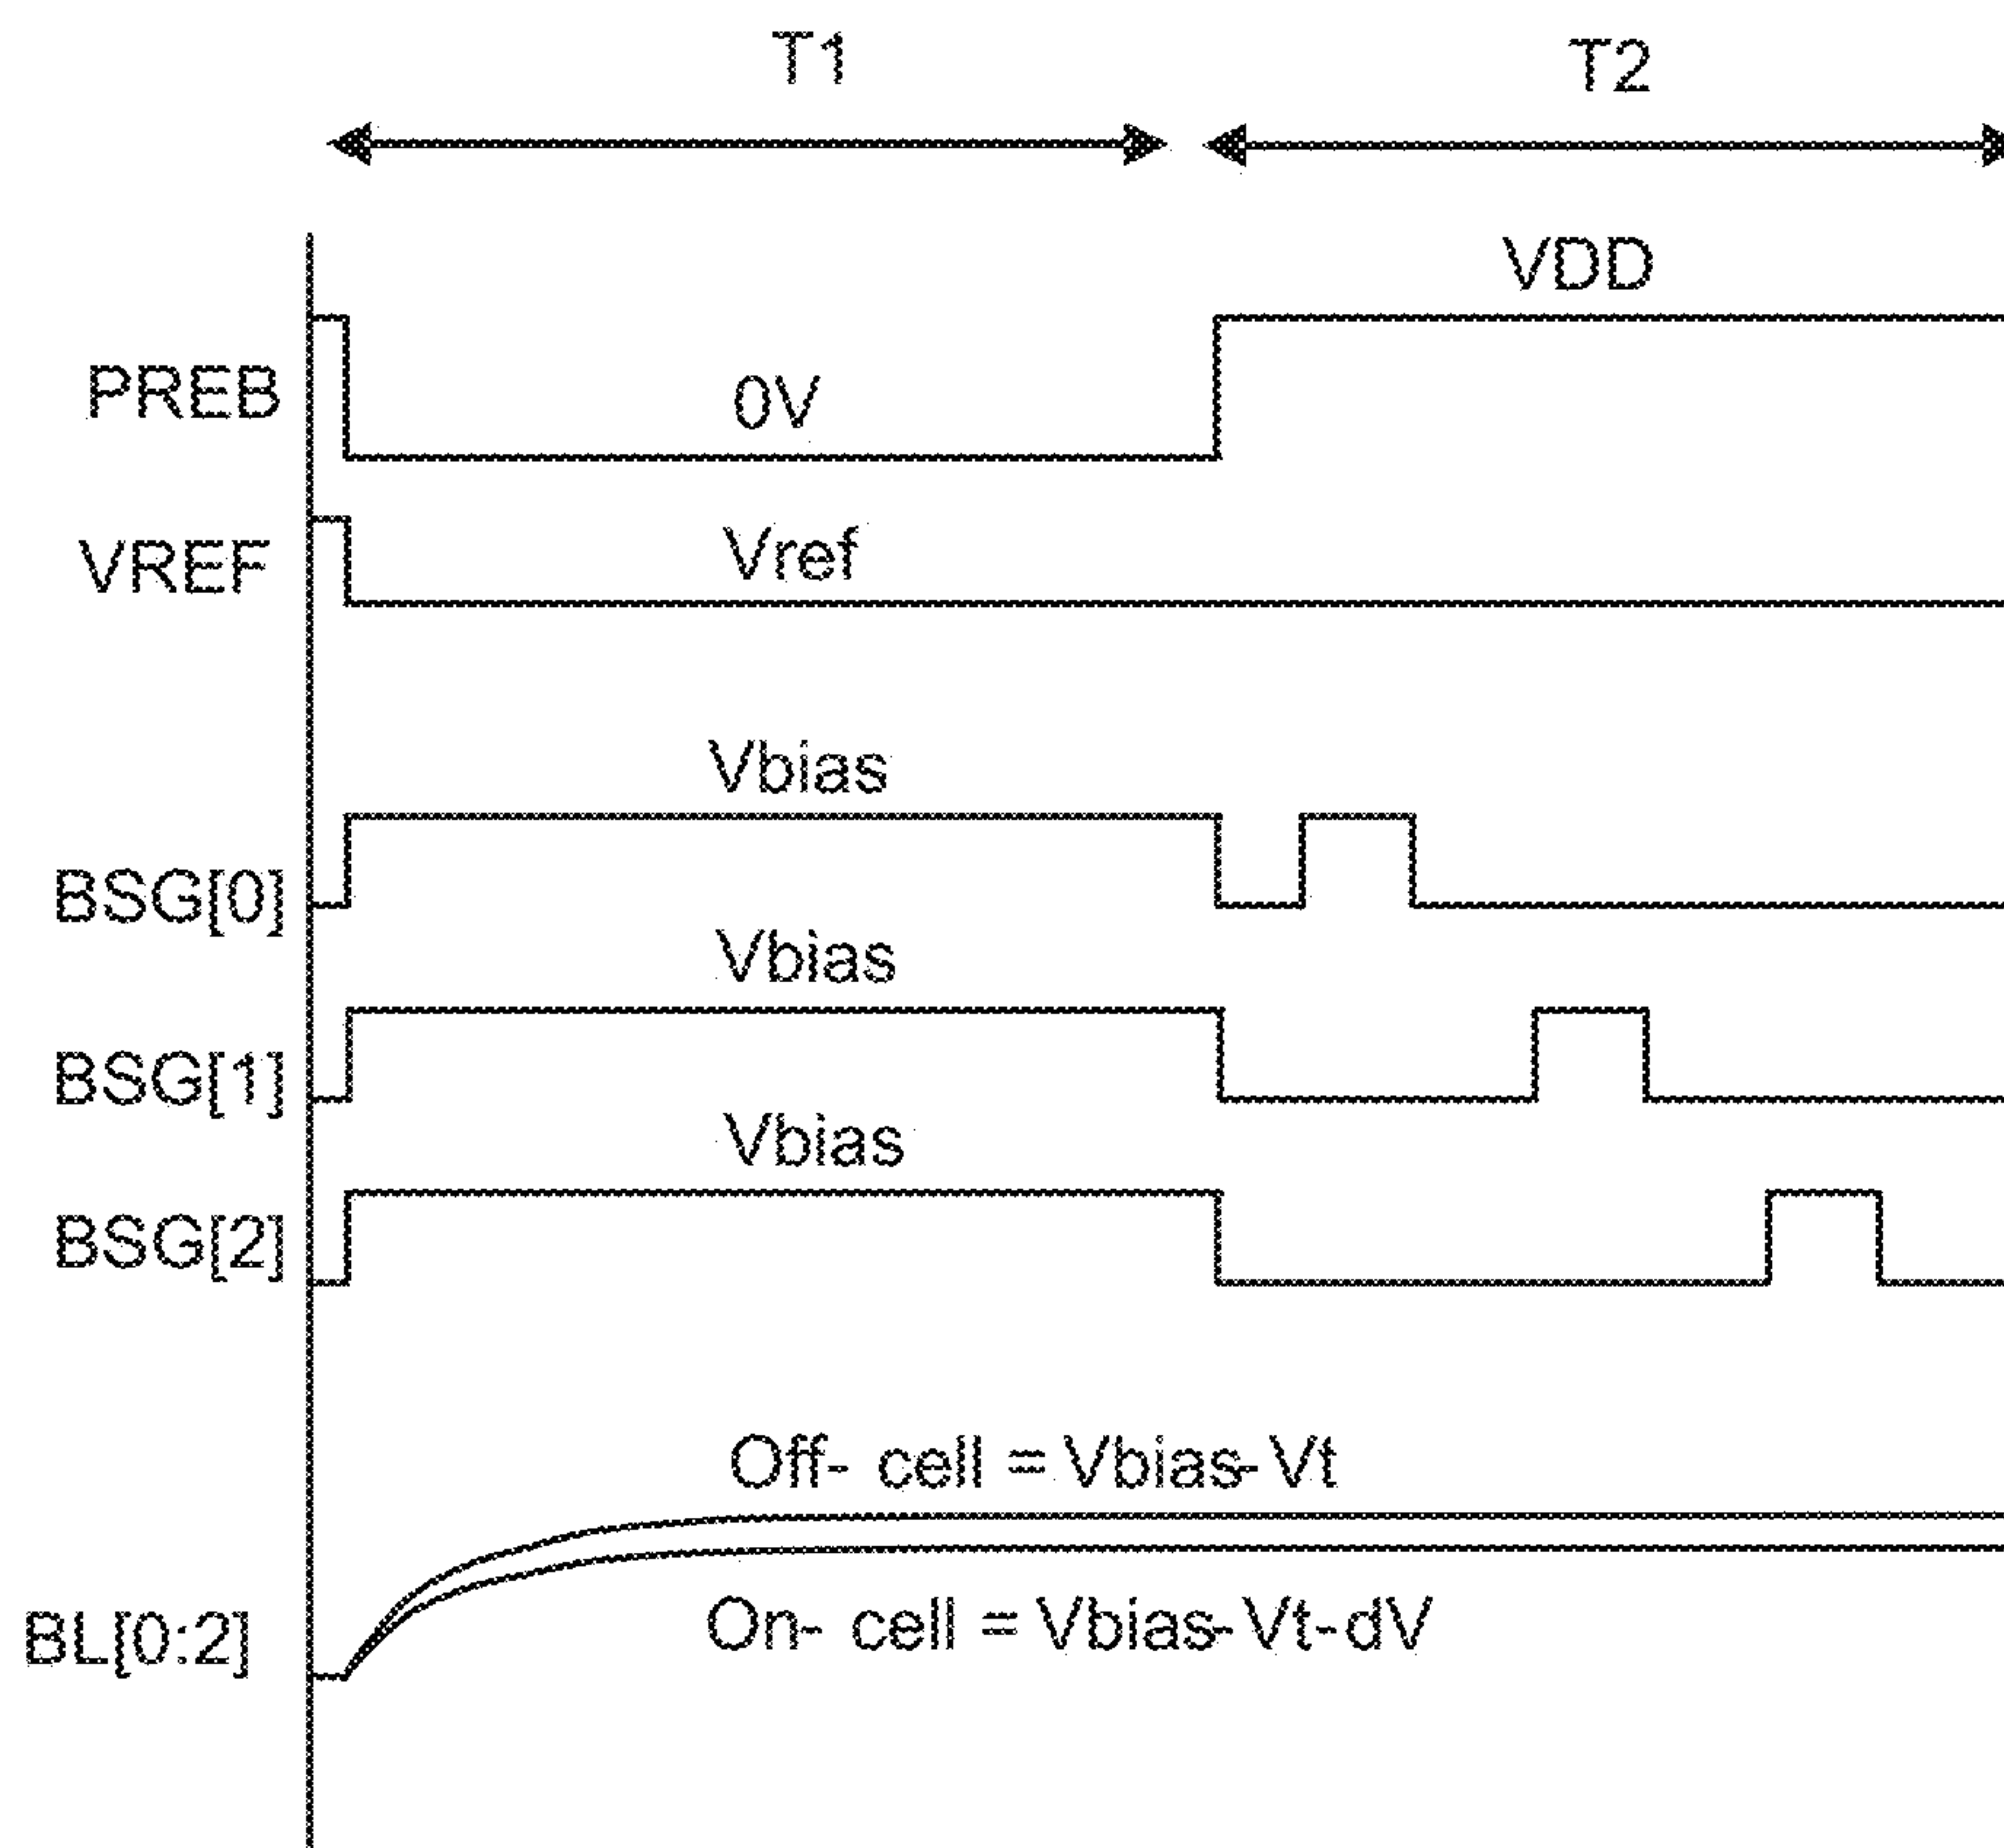 T1 T2
VDD
PREB 0V
VREF Vref
Vbias
BSG[0]
Vbias
BSG[1]
Vbias
BSG[2]
Off- cell = Vbias-Vt
BL[0:2] On- cell = Vbias-Vt-dV